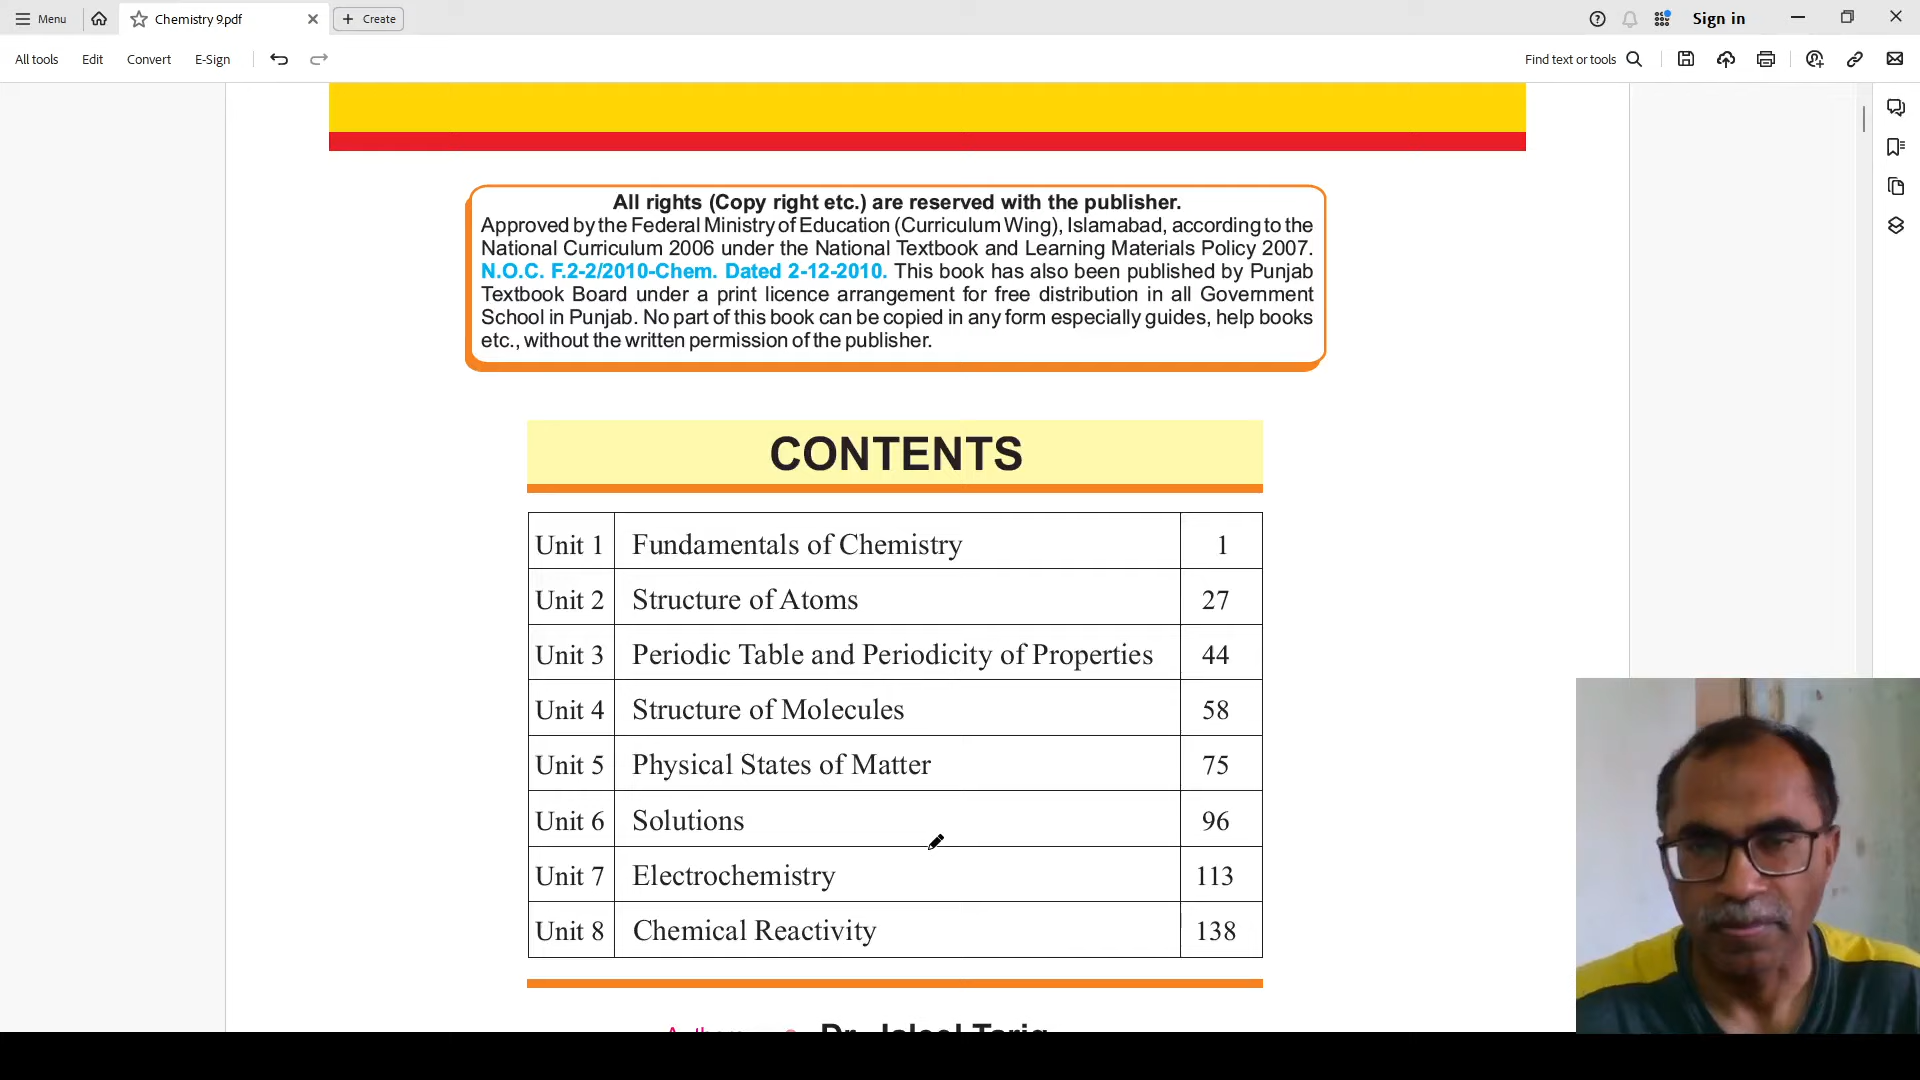 Menu
Chemistry 9.pdf
Create
Sign in
All tools
Edit
Convert
E-Sign
Find text or tools
All rights (Copy right etc.) are reserved with the publisher.
Approved by the Federal Ministry of Education (Curriculum Wing), Islamabad, according to the
National Curriculum 2006 under the National Textbook and Learning Materials Policy 2007.
N.O.C. F.2-2/2010-Chem. Dated 2-12-2010. This book has also been published by Punjab
Textbook Board under a print licence arrangement for free distribution in all Government
School in Punjab. No part of this book can be copied in any form especially guides, help books
etc., without the written permission of the publisher.
CONTENTS
Unit 1 Fundamentals of Chemistry 1
Unit 2 Structure of Atoms 27
Unit 3 Periodic Table and Periodicity of Properties 44
Unit 4 Structure of Molecules 58
Unit 5 Physical States of Matter 75
Unit 6 Solutions 96
Unit 7 Electrochemistry 113
Unit 8 Chemical Reactivity 138